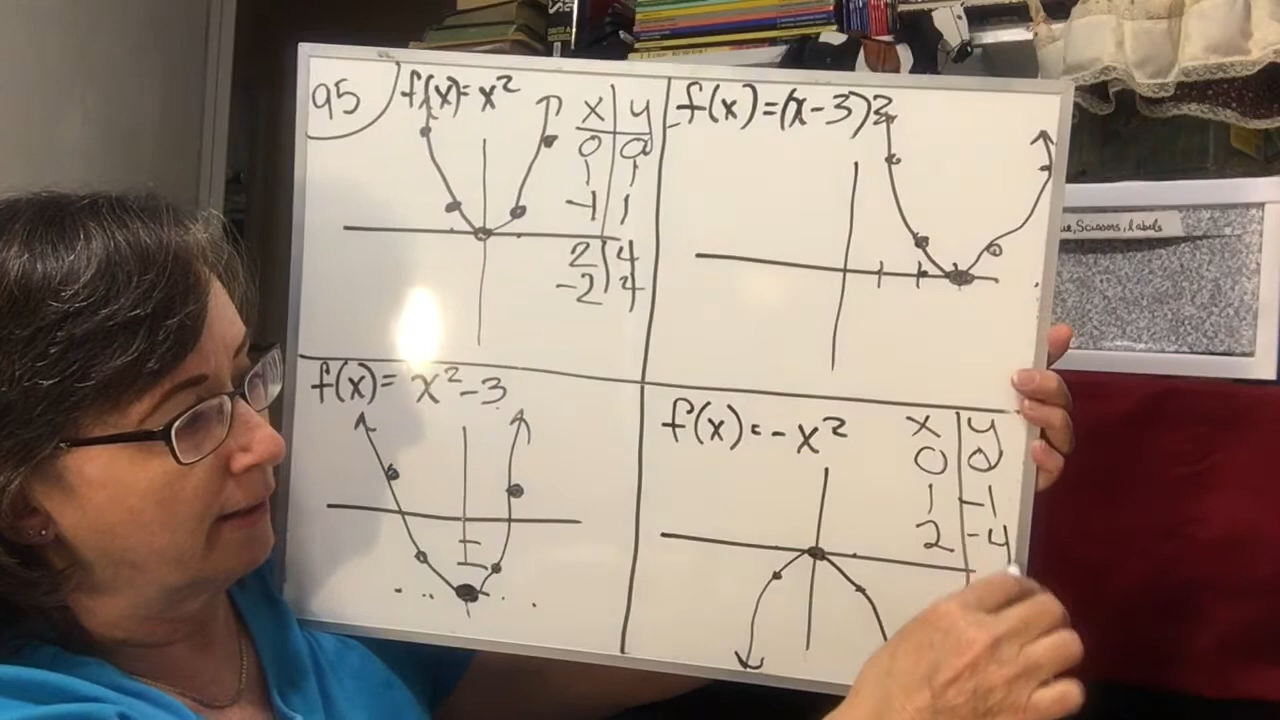 95
f(x)=x²
x y
0 0
1 1
-1 1
2 4
-2 4
f(x)=(x-3)²
f(x)= x²-3
f(x)=-x²
x y
0 0
1 -1
2 -4
Scissors, labels